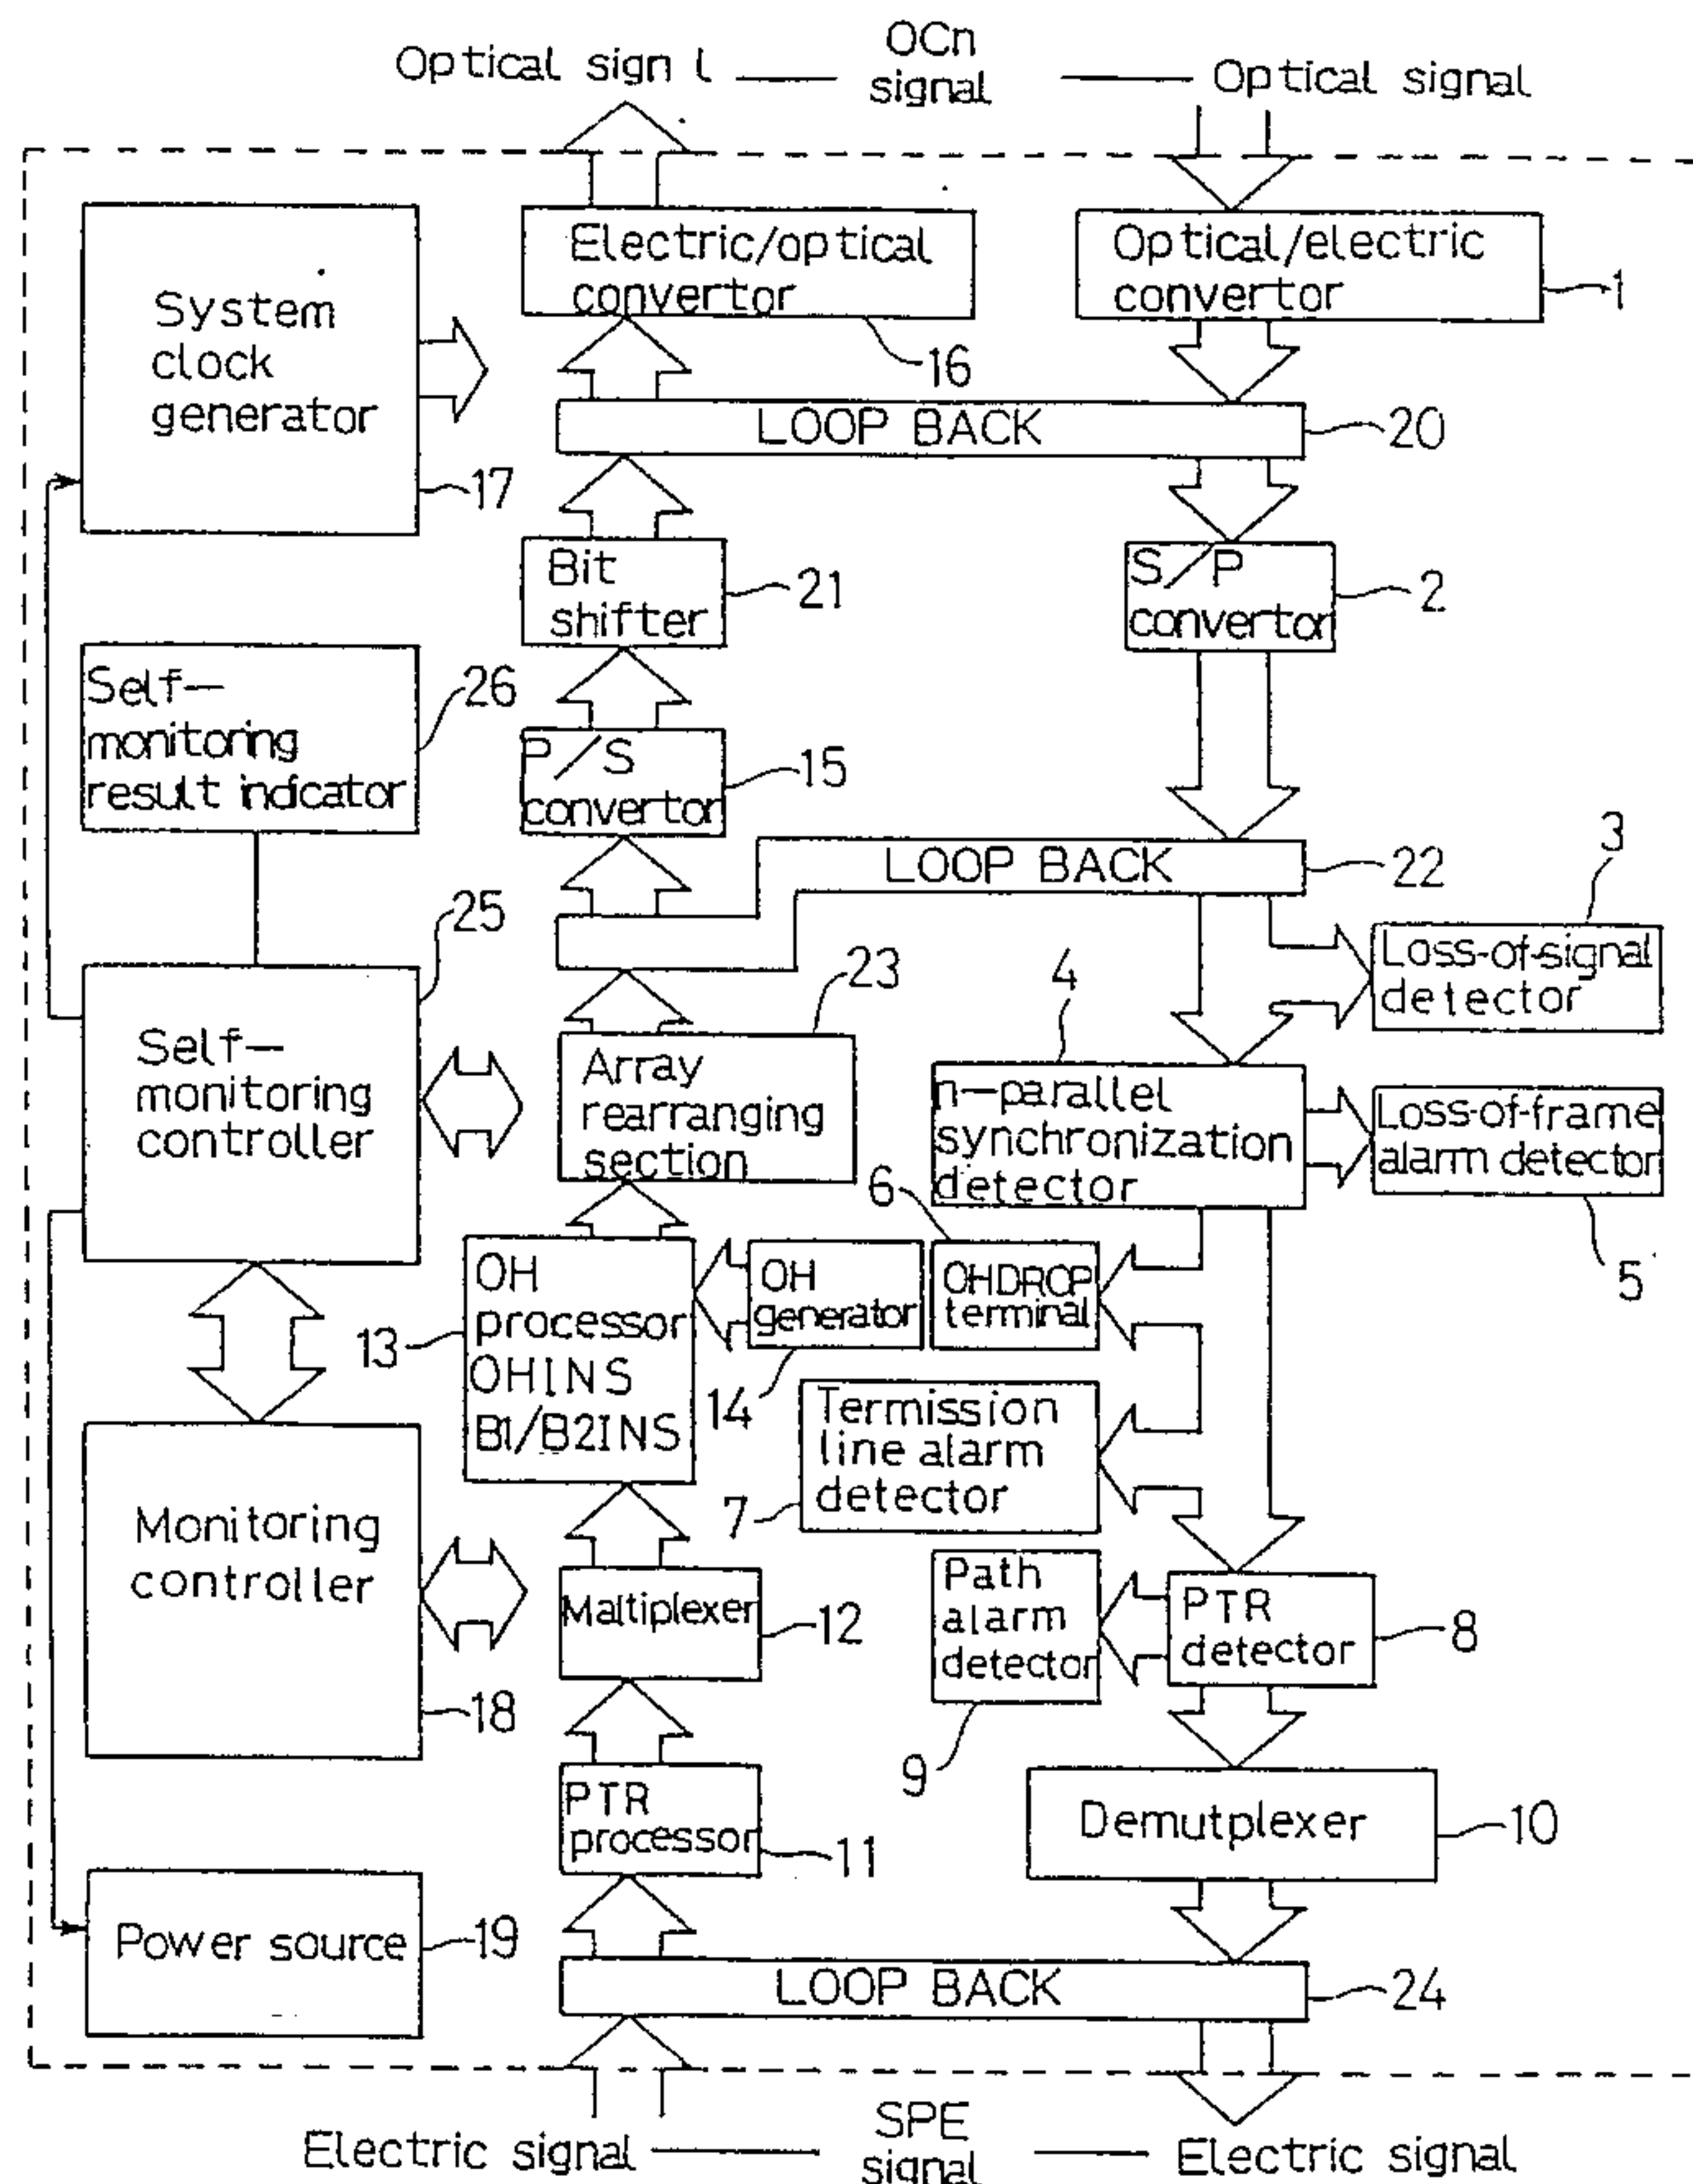 OCn
signal
Optical sign l
Optical signal
System
clock
generator
17
Electric/optical
convertor
16
Optical/electric
convertor
1
LOOP BACK
20
Bit
shifter
21
S/P
convertor
2
Self-
monitoring
result indicator
26
P/S
convertor
15
LOOP BACK
22
3
Loss-of-signal
detector
25
Self-
monitoring
controller
23
Array
rearranging
section
4
n-parallel
synchronization
detector
Loss-of-frame
alarm detector
5
6
OHDROP
terminal
OH
generator
14
OH
processor
OHINS
B1/B2INS
13
Termission
line alarm
detector
7
Monitoring
controller
18
Maltiplexer
12
Path
alarm
detector
9
PTR
detector
8
PTR
processor
11
Demutplexer
10
Power source
19
LOOP BACK
24
Electric signal
SPE
signal
Electric signal